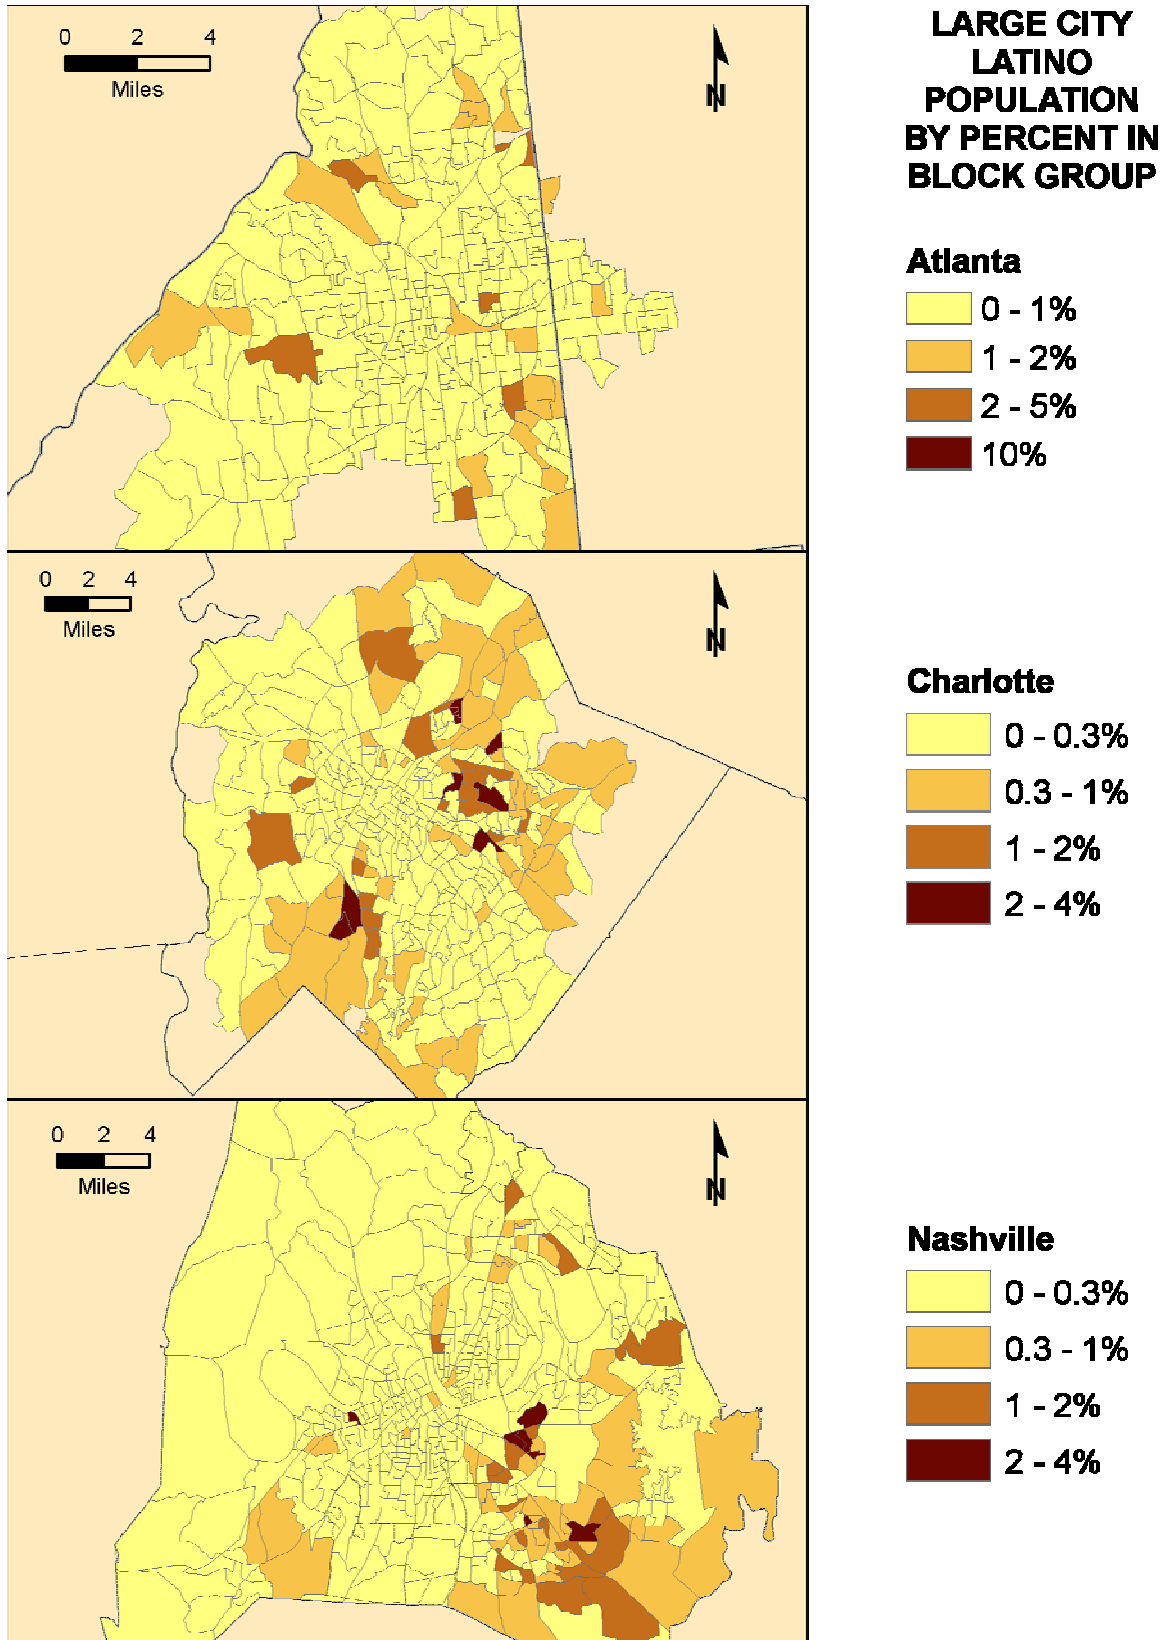 LARGE CITY
LATINO
POPULATION
BY PERCENT IN
BLOCK GROUP
0 2 4
Miles
N
Atlanta
0 - 1%
1 - 2%
2 - 5%
10%
0 2 4
Miles
N
Charlotte
0 - 0.3%
0.3 - 1%
1 - 2%
2 - 4%
0 2 4
Miles
N
Nashville
0 - 0.3%
0.3 - 1%
1 - 2%
2 - 4%